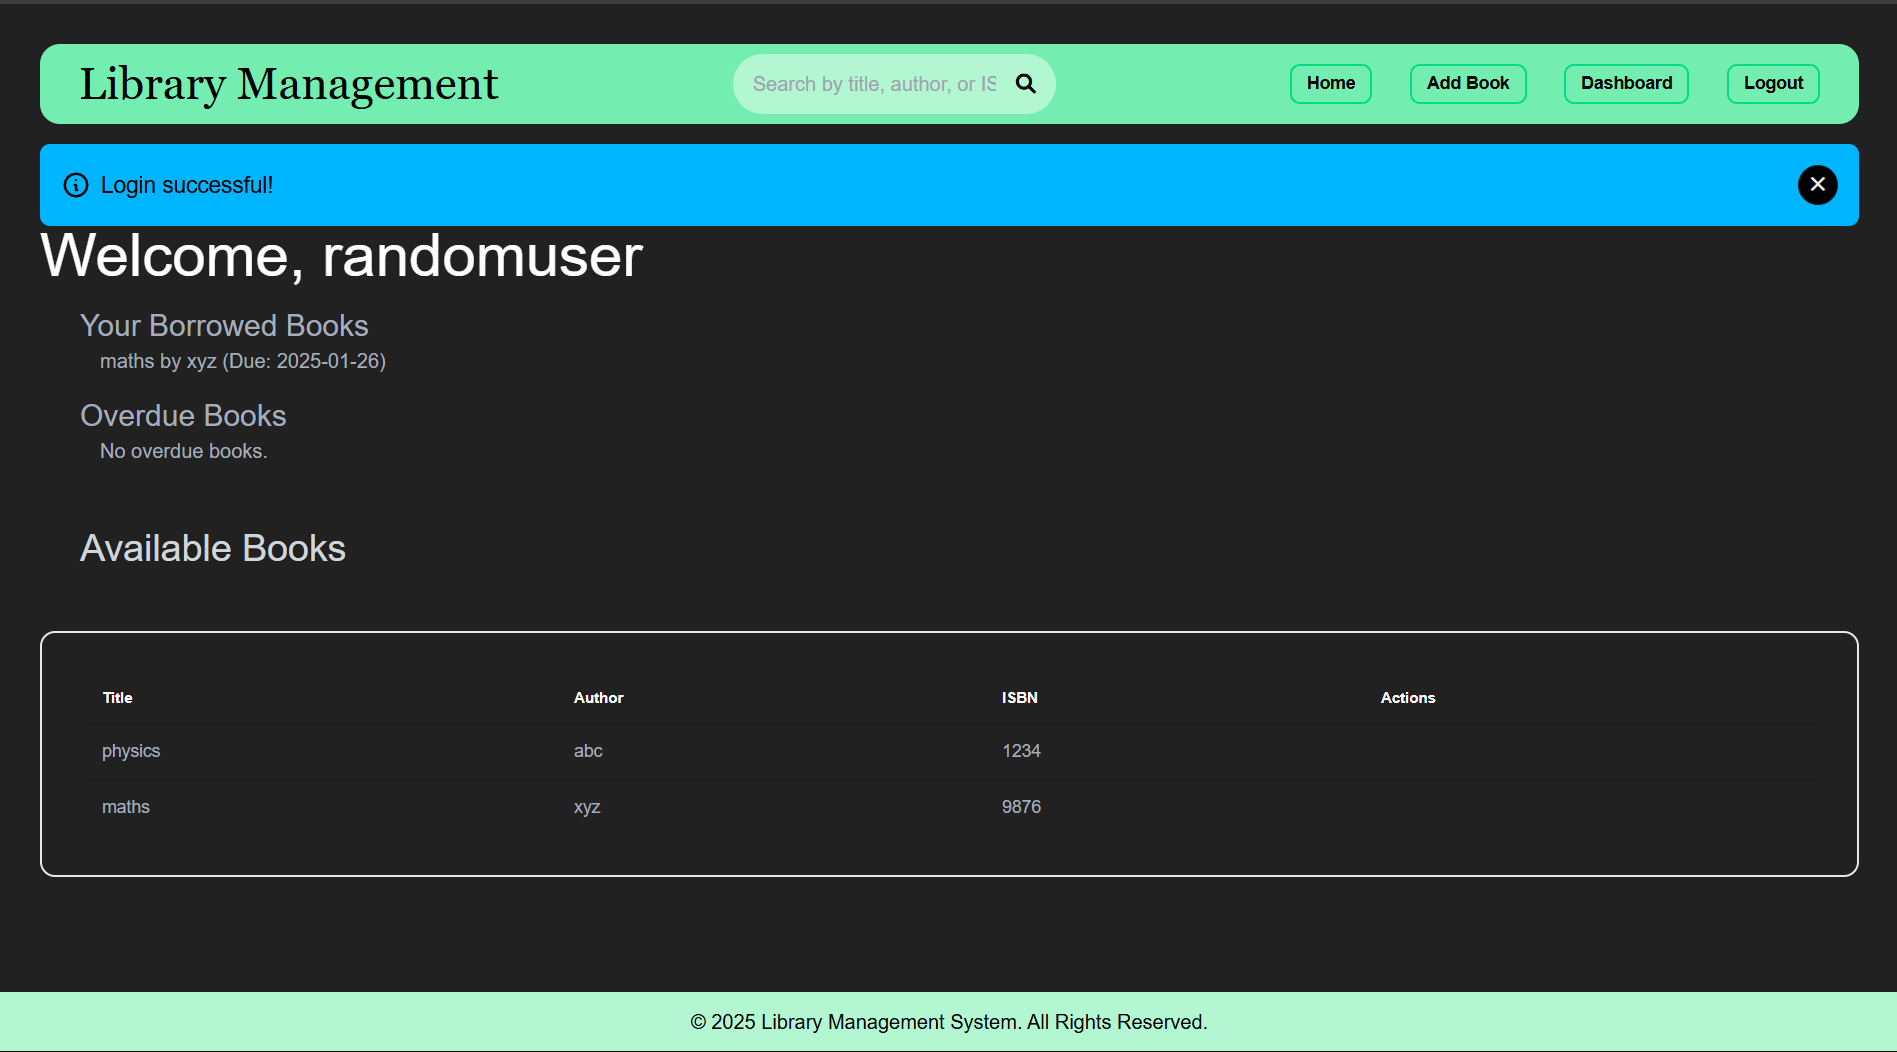 Library Management
Search by title, author, or IS
Home
Add Book
Dashboard
Logout
Login successful!
Welcome, randomuser
Your Borrowed Books
maths by xyz (Due: 2025-01-26)
Overdue Books
No overdue books.
Available Books
Title Author ISBN Actions
physics abc 1234
maths xyz 9876
© 2025 Library Management System. All Rights Reserved.